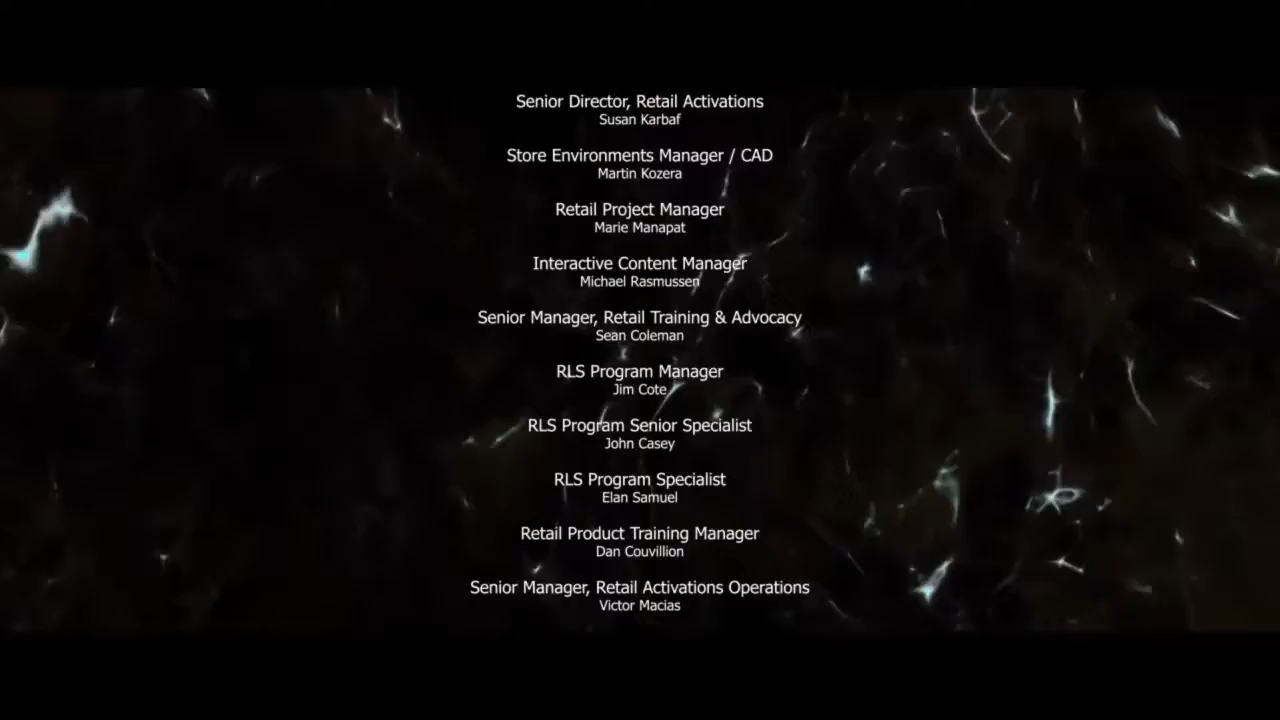 Senior Director, Retail Activations
Susan Karbaf
Store Environments Manager / CAD
Martin Kozera
Retail Project Manager
Marie Manapat
Interactive Content Manager
Michael Rasmussen
Senior Manager, Retail Training & Advocacy
Sean Coleman
RLS Program Manager
Jim Cote
RLS Program Senior Specialist
John Casey
RLS Program Specialist
Elan Samuel
Retail Product Training Manager
Dan Couvillion
Senior Manager, Retail Activations Operations
Victor Macias